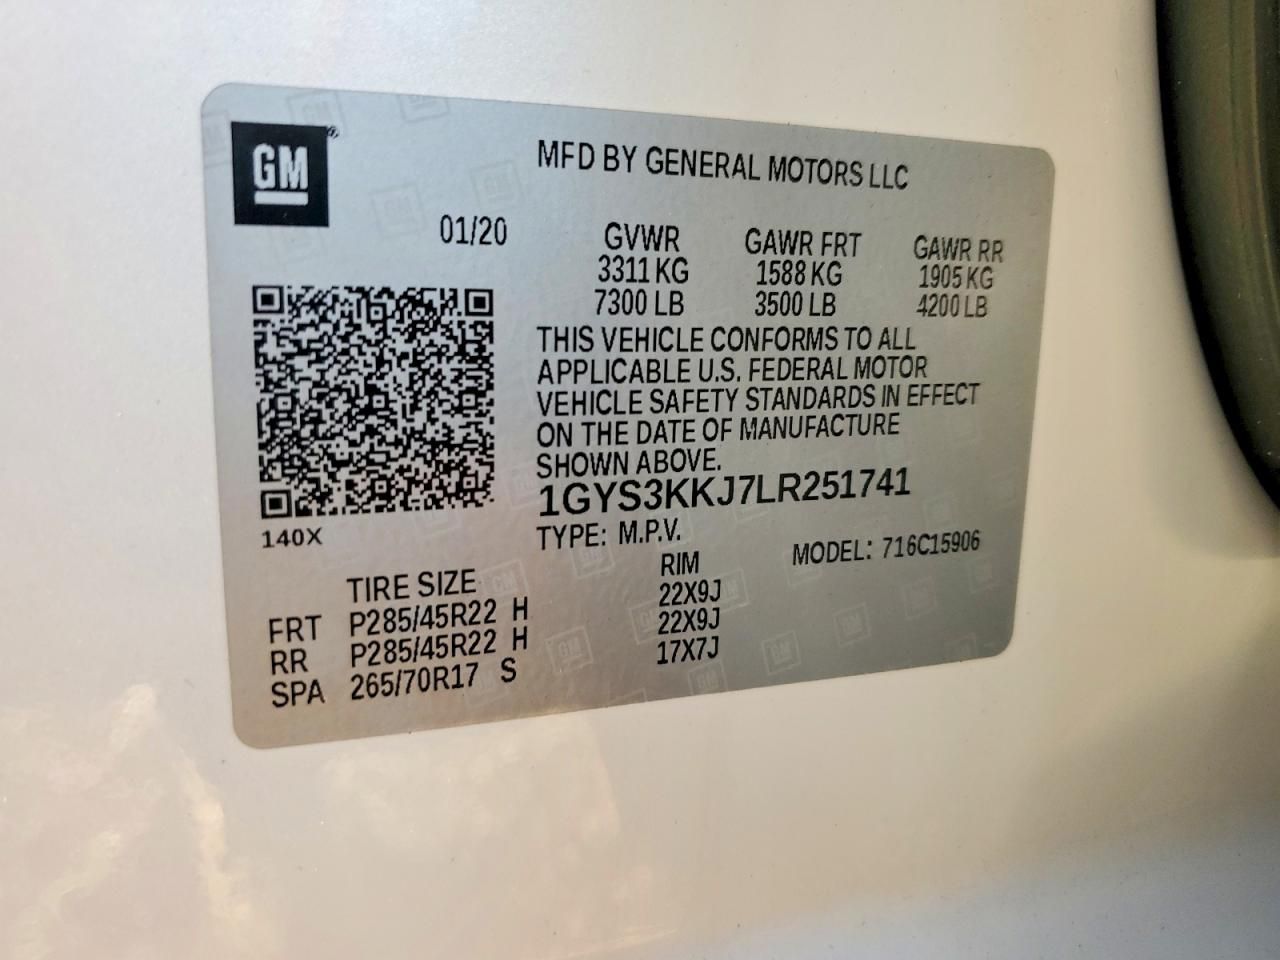 GM
MFD BY GENERAL MOTORS LLC
01/20
GVWR GAWR FRT GAWR RR
3311 KG 1588 KG 1905 KG
7300 LB 3500 LB 4200 LB
THIS VEHICLE CONFORMS TO ALL
APPLICABLE U.S. FEDERAL MOTOR
VEHICLE SAFETY STANDARDS IN EFFECT
ON THE DATE OF MANUFACTURE
SHOWN ABOVE.
1GYS3KKJ7LR251741
140X
TYPE: M.P.V. MODEL: 716C15906
TIRE SIZE RIM
FRT P285/45R22 H 22X9J
RR P285/45R22 H 22X9J
SPA 265/70R17 S 17X7J